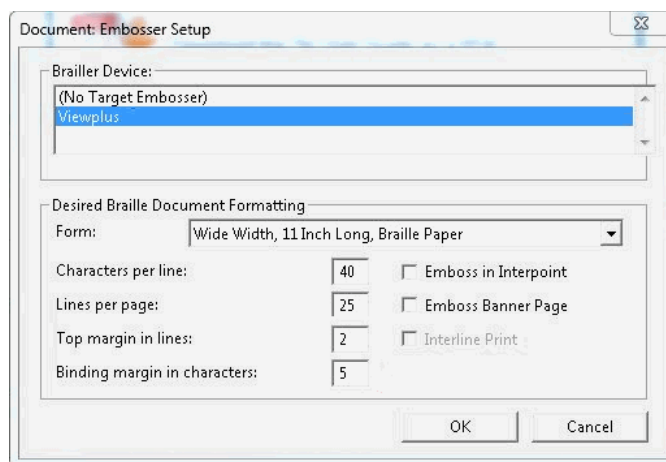 Document: Embosser Setup
Brailler Device:
(No Target Embosser)
Viewplus
Desired Braille Document Formatting
Form: Wide Width, 11 Inch Long, Braille Paper
Characters per line: 40 Emboss in Interpoint
Lines per page: 25 Emboss Banner Page
Top margin in lines: 2 Interline Print
Binding margin in characters: 5
OK Cancel